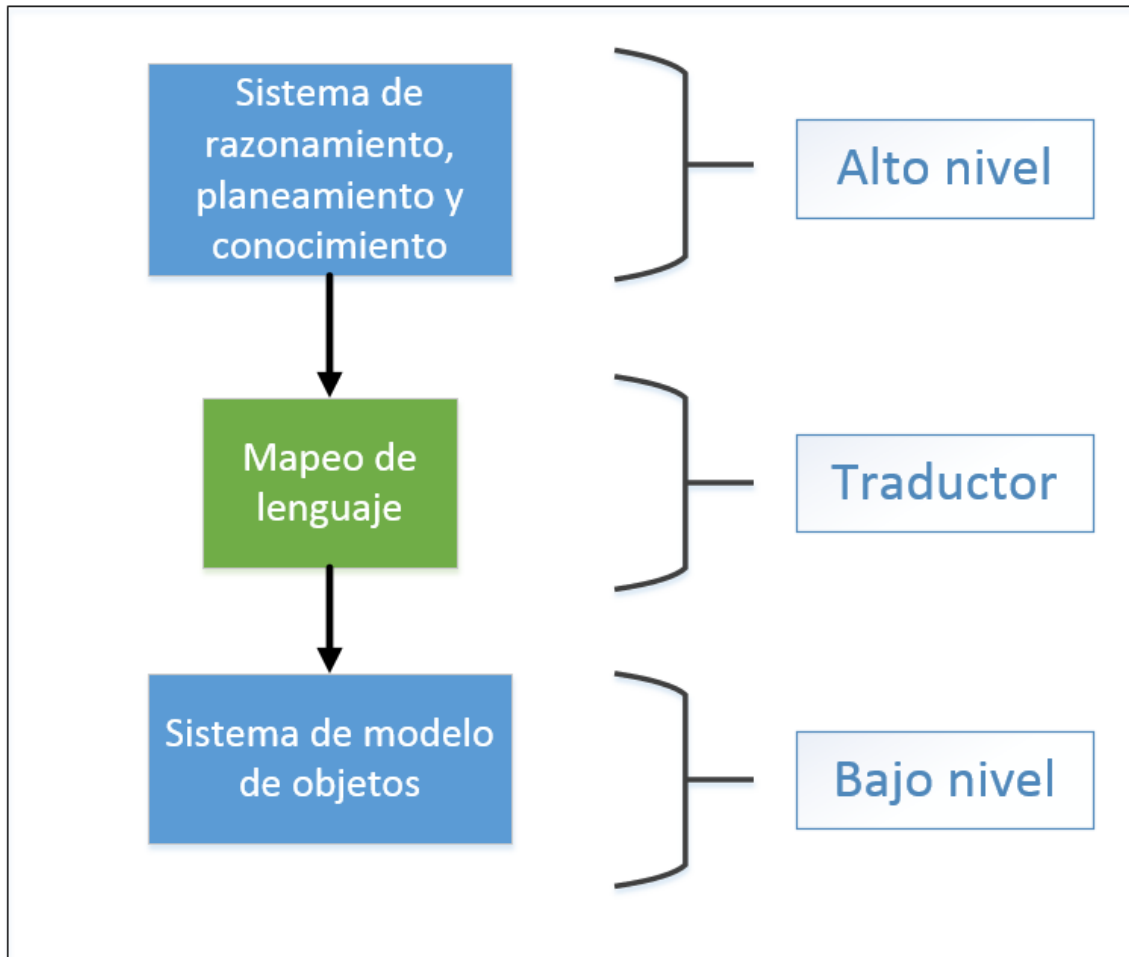 Sistema de
razonamiento,
planeamiento y
conocimiento
Alto nivel
Mapeo de
lenguaje
Traductor
Sistema de modelo
de objetos
Bajo nivel